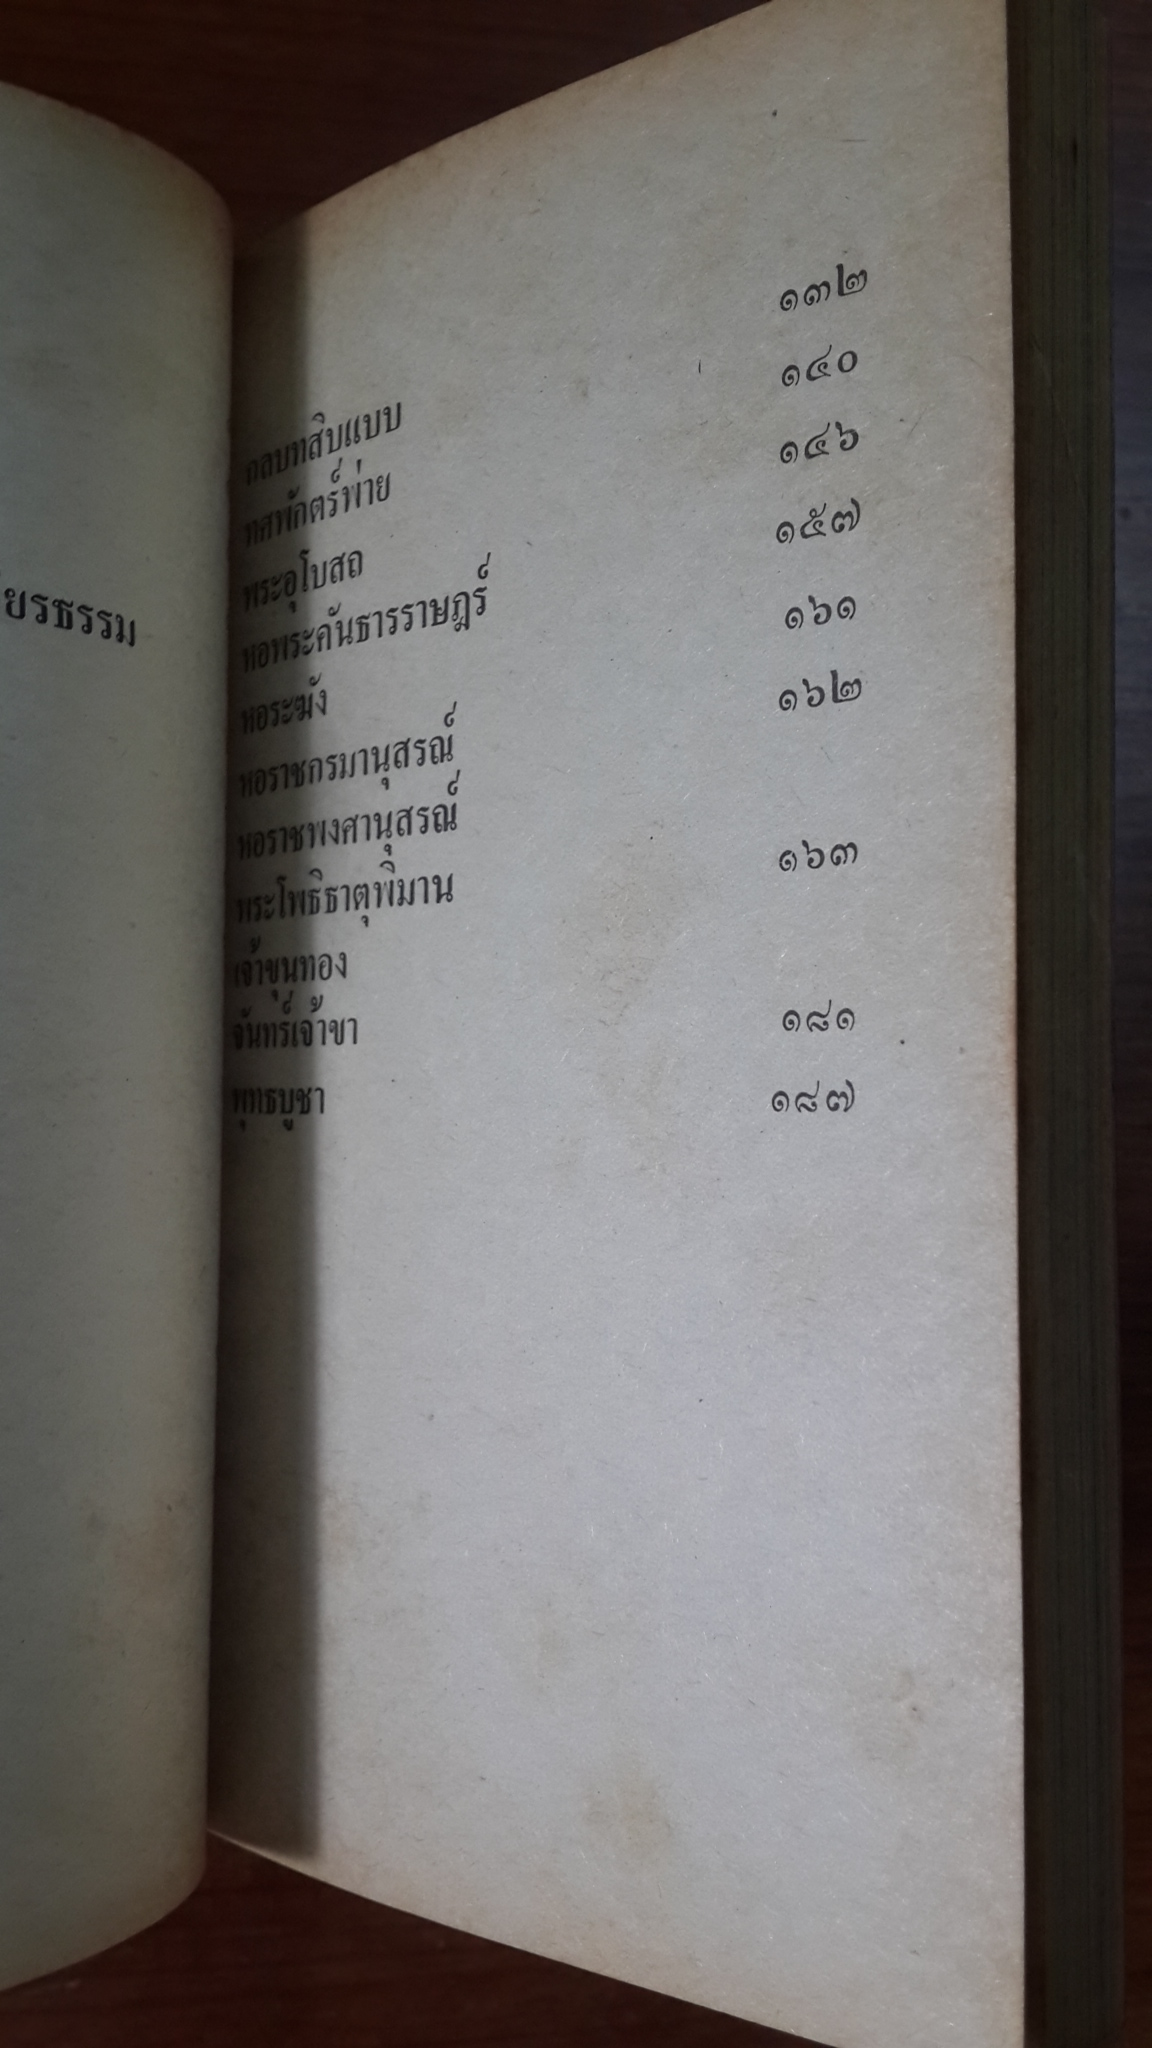 ยรธรรม
กลบทสิบแบบ ๑๓๒
ทศพักตร์พ่าย ๑๔๐
พระอุโบสถ ๑๔๖
หอพระคันธารราษฎร์ ๑๕๗
หอระฆัง ๑๖๑
หอราชกรมานุสรณ์ ๑๖๒
หอราชพงศานุสรณ์
พระโพธิธาตุพิมาน ๑๖๓
เจ้าขุนทอง
จันทร์เจ้าขา ๑๘๑
พุทธบูชา ๑๘๗